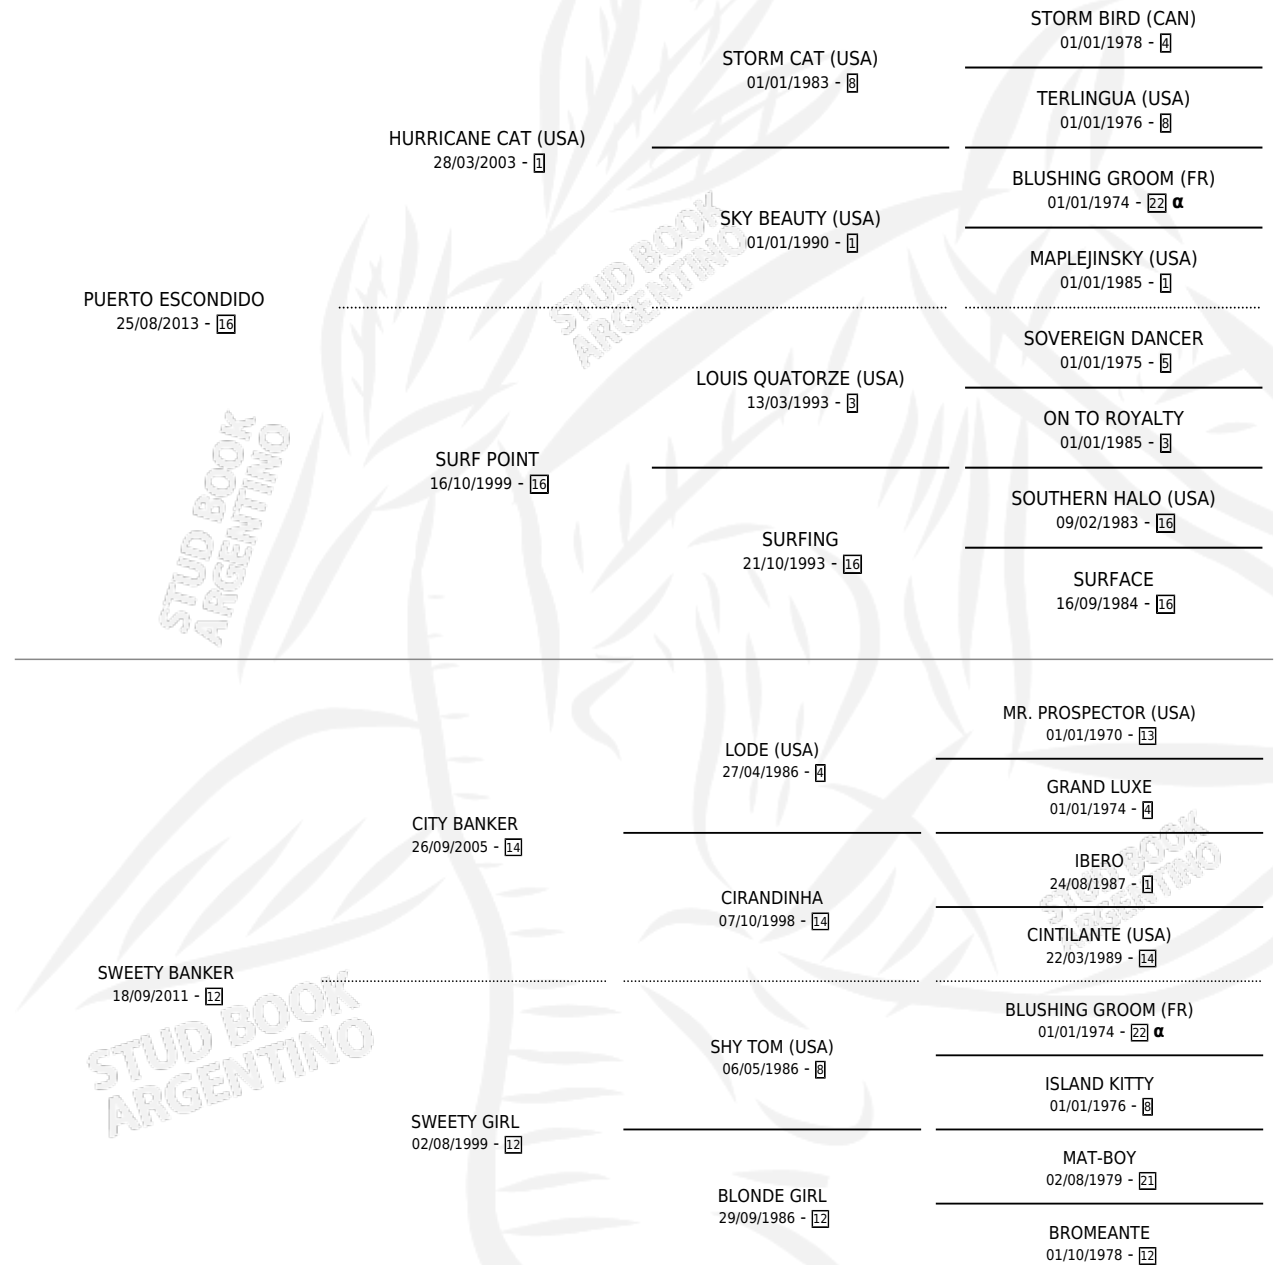 STORM BIRD (CAN)
01/01/1978 - 4
STORM CAT (USA)
01/01/1983 - 8
TERLINGUA (USA)
01/01/1976 - 8
HURRICANE CAT (USA)
28/03/2003 - 1
BLUSHING GROOM (FR)
01/01/1974 - 22 α
SKY BEAUTY (USA)
01/01/1990 - 1
MAPLEJINSKY (USA)
01/01/1985 - 1
PUERTO ESCONDIDO
25/08/2013 - 16
SOVEREIGN DANCER
01/01/1975 - 5
LOUIS QUATORZE (USA)
13/03/1993 - 3
ON TO ROYALTY
01/01/1985 - 3
SURF POINT
16/10/1999 - 16
SOUTHERN HALO (USA)
09/02/1983 - 16
SURFING
21/10/1993 - 16
SURFACE
16/09/1984 - 16
MR. PROSPECTOR (USA)
01/01/1970 - 13
LODE (USA)
27/04/1986 - 4
GRAND LUXE
01/01/1974 - 4
CITY BANKER
26/09/2005 - 14
IBERO
24/08/1987 - 1
CIRANDINHA
07/10/1998 - 14
CINTILANTE (USA)
22/03/1989 - 14
SWEETY BANKER
18/09/2011 - 12
BLUSHING GROOM (FR)
01/01/1974 - 22 α
SHY TOM (USA)
06/05/1986 - 8
ISLAND KITTY
01/01/1976 - 8
SWEETY GIRL
02/08/1999 - 12
MAT-BOY
02/08/1979 - 21
BLONDE GIRL
29/09/1986 - 12
BROMEANTE
01/10/1978 - 12
STUD BOOK
ARGENTINO
STUD BOOK
ARGENTINO
STUD BOOK
ARGENTINO
STUD BOOK
ARGENTINO